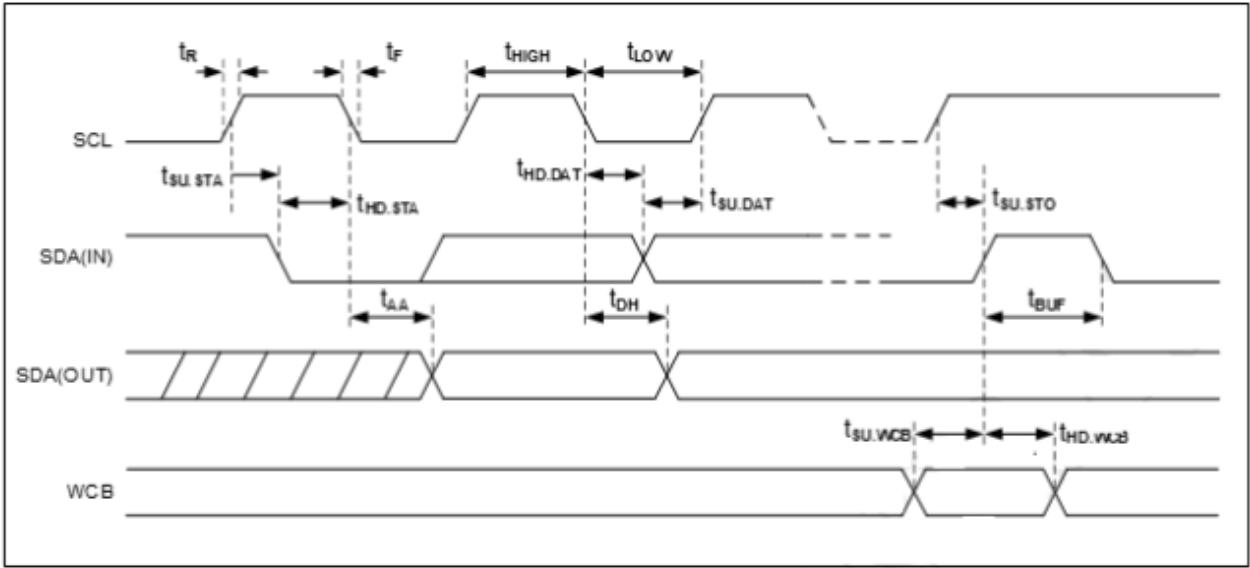 tR tF tHIGH tLOW
SCL
tSU.STA tHD.STA tHD.DAT tSU.DAT tSU.STO
SDA(IN)
tAA tDH tBUF
SDA(OUT)
tSU.WCB tHD.WCB
WCB